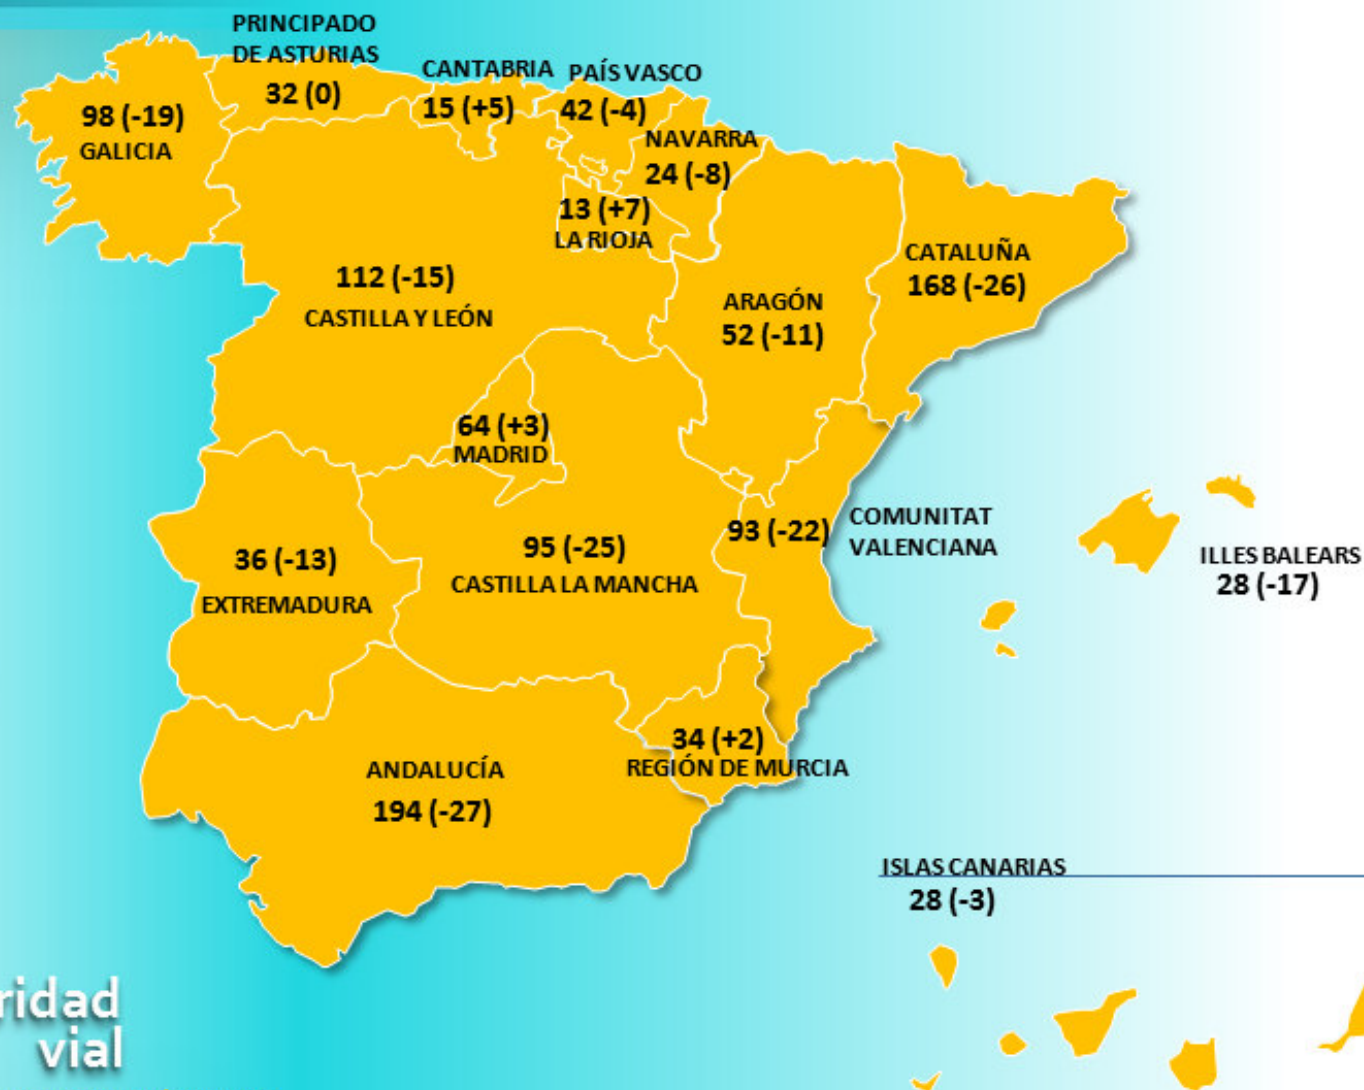 PRINCIPADO
DE ASTURIAS
32 (0)
CANTABRIA
15 (+5)
PAÍS VASCO
42 (-4)
98 (-19)
GALICIA
NAVARRA
24 (-8)
13 (+7)
LA RIOJA
112 (-15)
CASTILLA Y LEÓN
ARAGÓN
52 (-11)
CATALUÑA
168 (-26)
64 (+3)
MADRID
36 (-13)
EXTREMADURA
95 (-25)
CASTILLA LA MANCHA
93 (-22)
COMUNITAT
VALENCIANA
ILLES BALEARS
28 (-17)
ANDALUCÍA
194 (-27)
34 (+2)
REGIÓN DE MURCIA
ISLAS CANARIAS
28 (-3)
ridad
vial